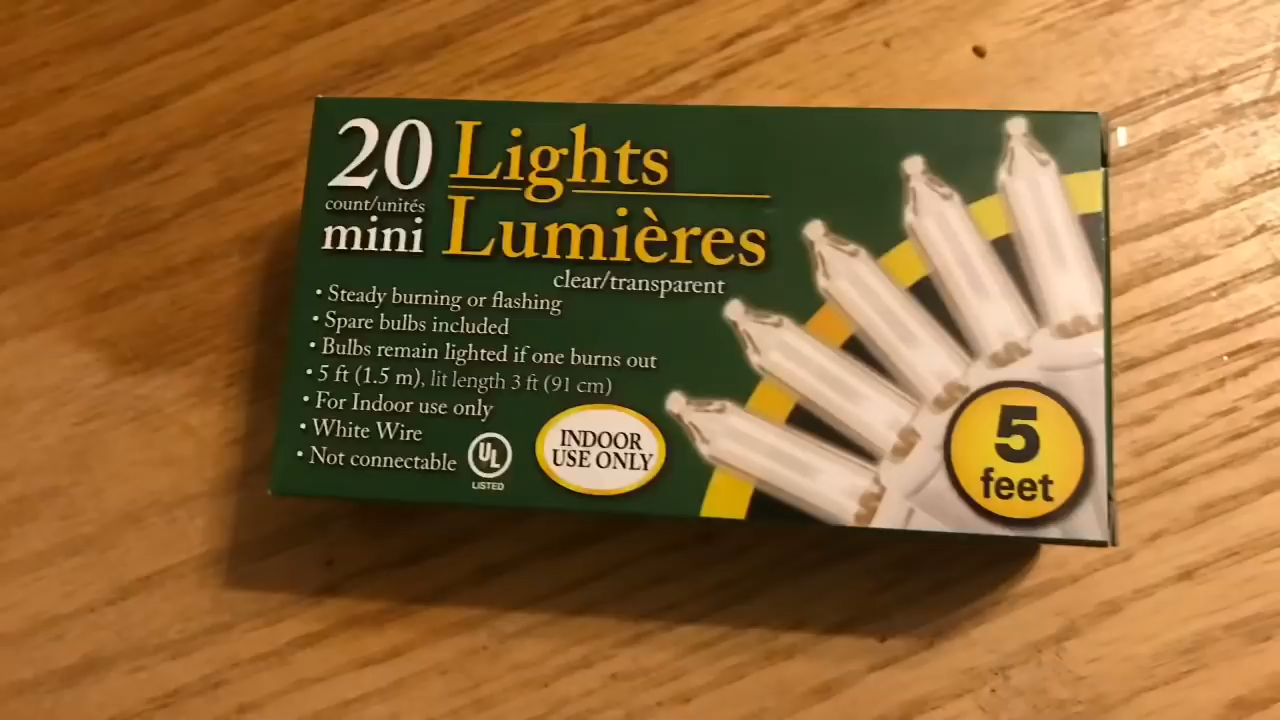 20 Lights
count/unités
mini Lumières
clear/transparent
• Steady burning or flashing
• Spare bulbs included
• Bulbs remain lighted if one burns out
• 5 ft (1.5 m), lit length 3 ft (91 cm)
• For Indoor use only
• White Wire
• Not connectable
UL
LISTED
INDOOR
USE ONLY
5
feet